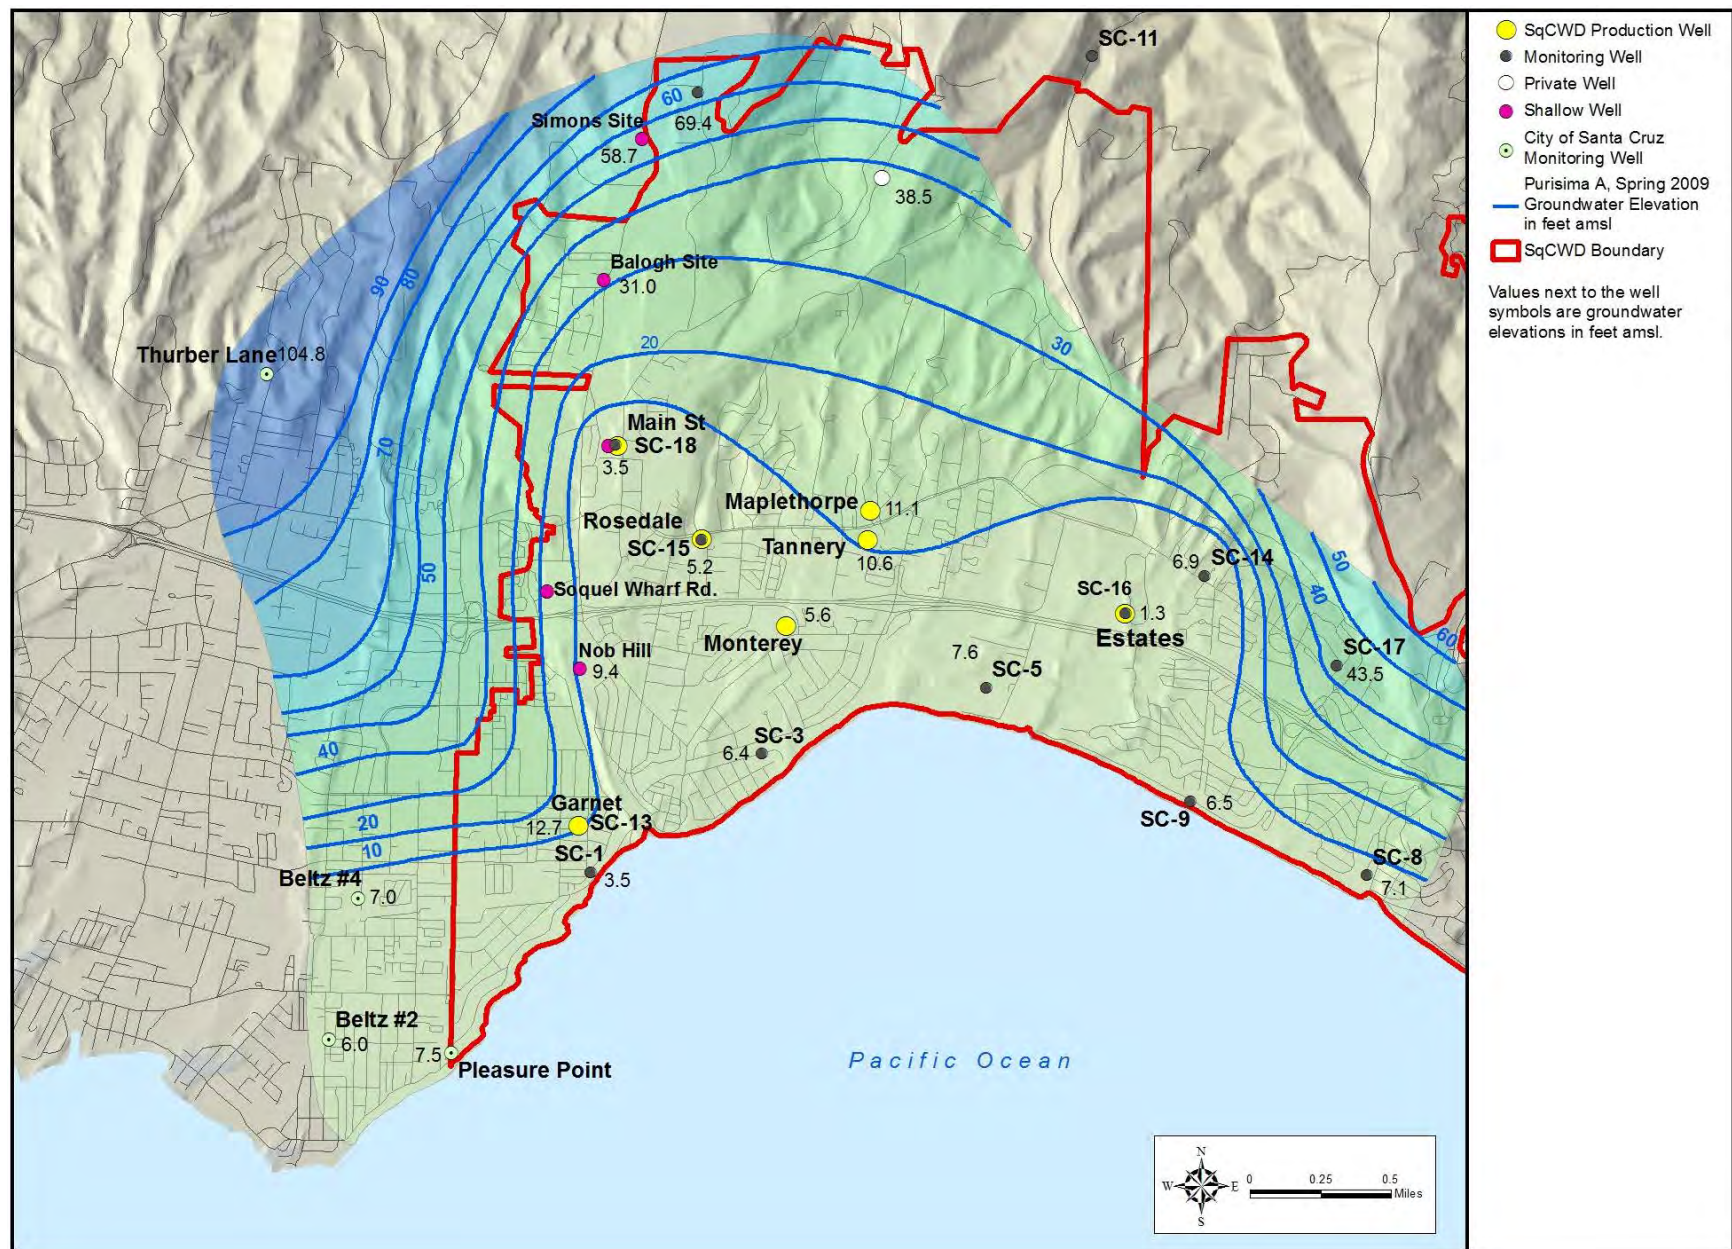 SC-11
60
69.4
Simons Site
58.7
38.5
Balogh Site
31.0
90
80
Thurber Lane 104.8
20
30
70
Main St
SC-18
3.5
Maplethorpe
11.1
Rosedale
SC-15
5.2
Tannery
10.6
50
50
6.9
SC-14
40
SC-16
1.3
Estates
Soquel Wharf Rd.
5.6
Monterey
60
Nob Hill
9.4
7.6
SC-5
SC-17
43.5
40
6.4
SC-3
Garnet
12.7
SC-13
20
10
6.5
SC-9
SC-1
3.5
SC-8
7.1
Beltz #4
7.0
Beltz #2
6.0
7.5
Pleasure Point
Pacific Ocean
N
W
E
S
0
0.25
0.5
Miles
SqCWD Production Well
Monitoring Well
Private Well
Shallow Well
City of Santa Cruz
Monitoring Well
Purisima A, Spring 2009
Groundwater Elevation
in feet amsl
SqCWD Boundary
Values next to the well
symbols are groundwater
elevations in feet amsl.